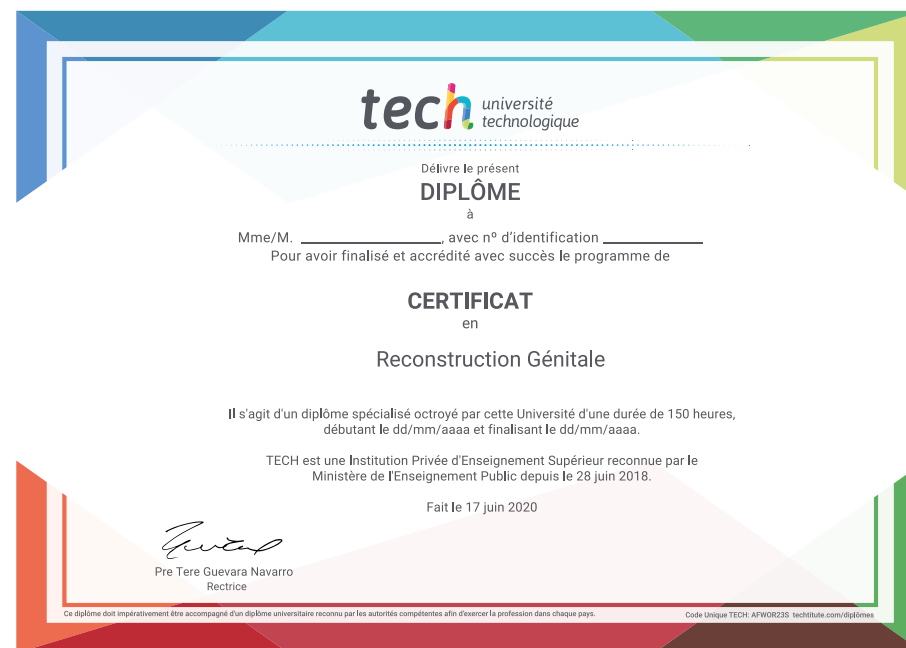 tech université
technologique
Délivre le présent
DIPLÔME
à
Mme/M. ____________________, avec nº d'identification ______________
Pour avoir finalisé et accrédité avec succès le programme de
CERTIFICAT
en
Reconstruction Génitale
Il s'agit d'un diplôme spécialisé octroyé par cette Université d'une durée de 150 heures,
débutant le dd/mm/aaaa et finalisant le dd/mm/aaaa.
TECH est une Institution Privée d'Enseignement Supérieur reconnue par le
Ministère de l'Enseignement Public depuis le 28 juin 2018.
Fait le 17 juin 2020
Pre Tere Guevara Navarro
Rectrice
Ce diplôme doit impérativement être accompagné d'un diplôme universitaire reconnu par les autorités compétentes afin d'exercer la profession dans chaque pays.
Code Unique TECH: AFWOR23S techtitute.com/diplômes